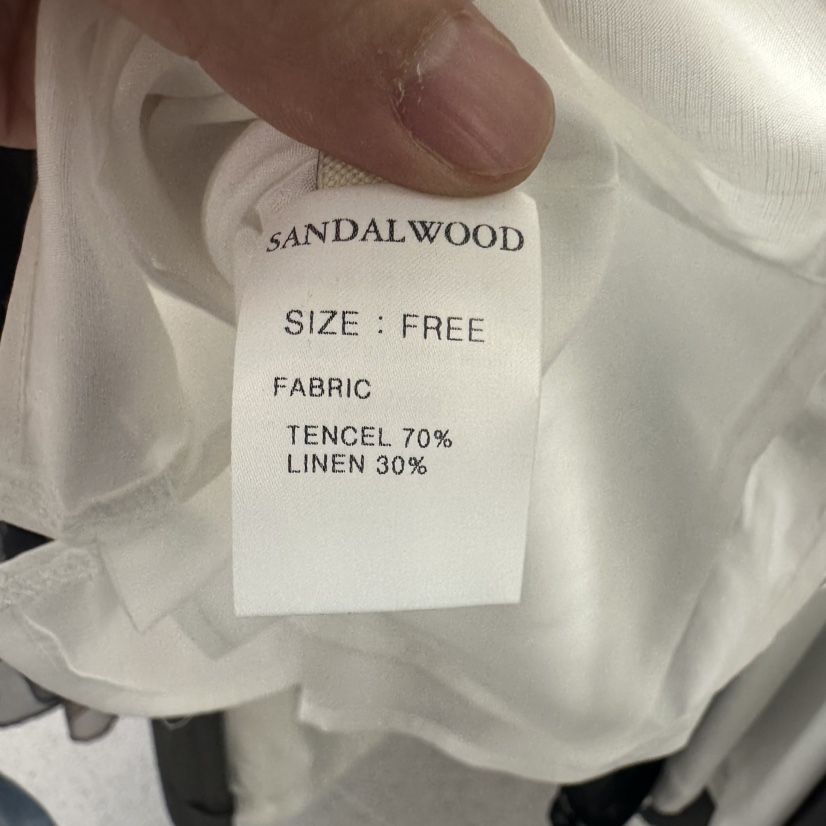 SANDALWOOD
SIZE : FREE
FABRIC
TENCEL 70%
LINEN 30%